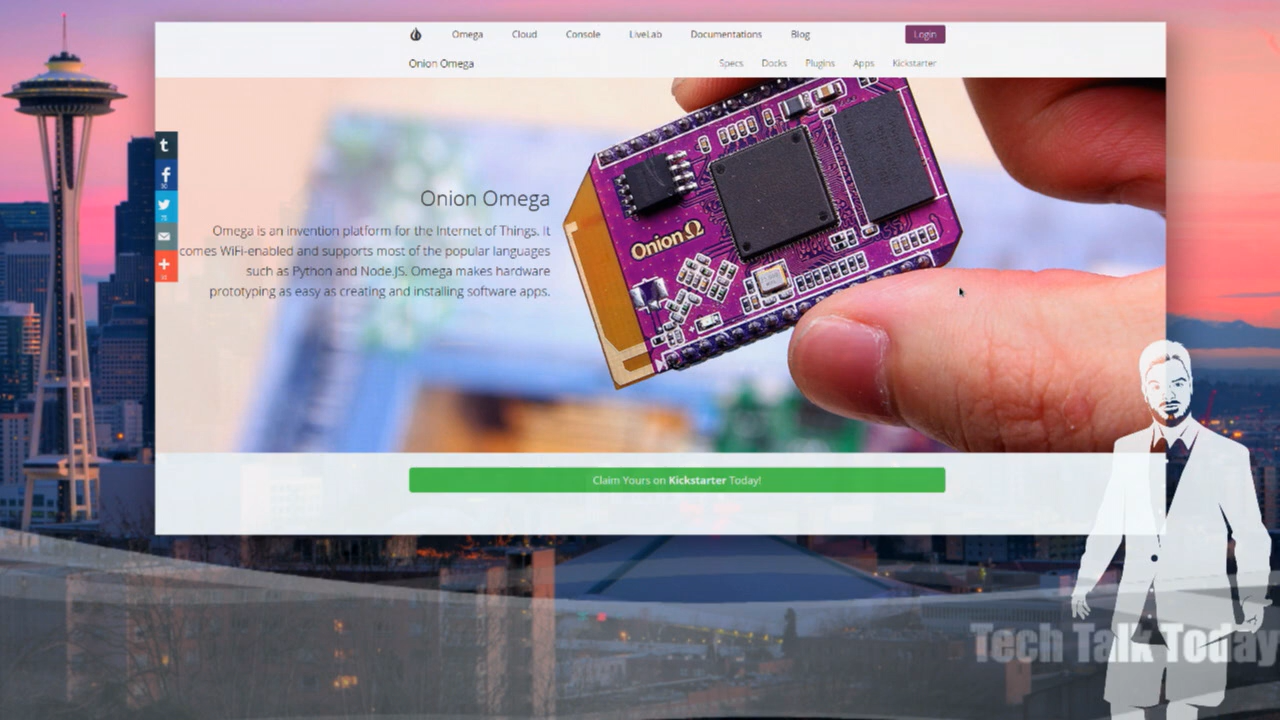 Omega Cloud Console LiveLab Documentations Blog Login
Onion Omega Specs Docks Plugins Apps Kickstarter
t
f
Onion Omega
Omega is an invention platform for the Internet of Things. It
comes WiFi-enabled and supports most of the popular languages
such as Python and Node.JS. Omega makes hardware
prototyping as easy as creating and installing software apps.
Onion Ω
Claim Yours on Kickstarter Today!
Tech Talk Today